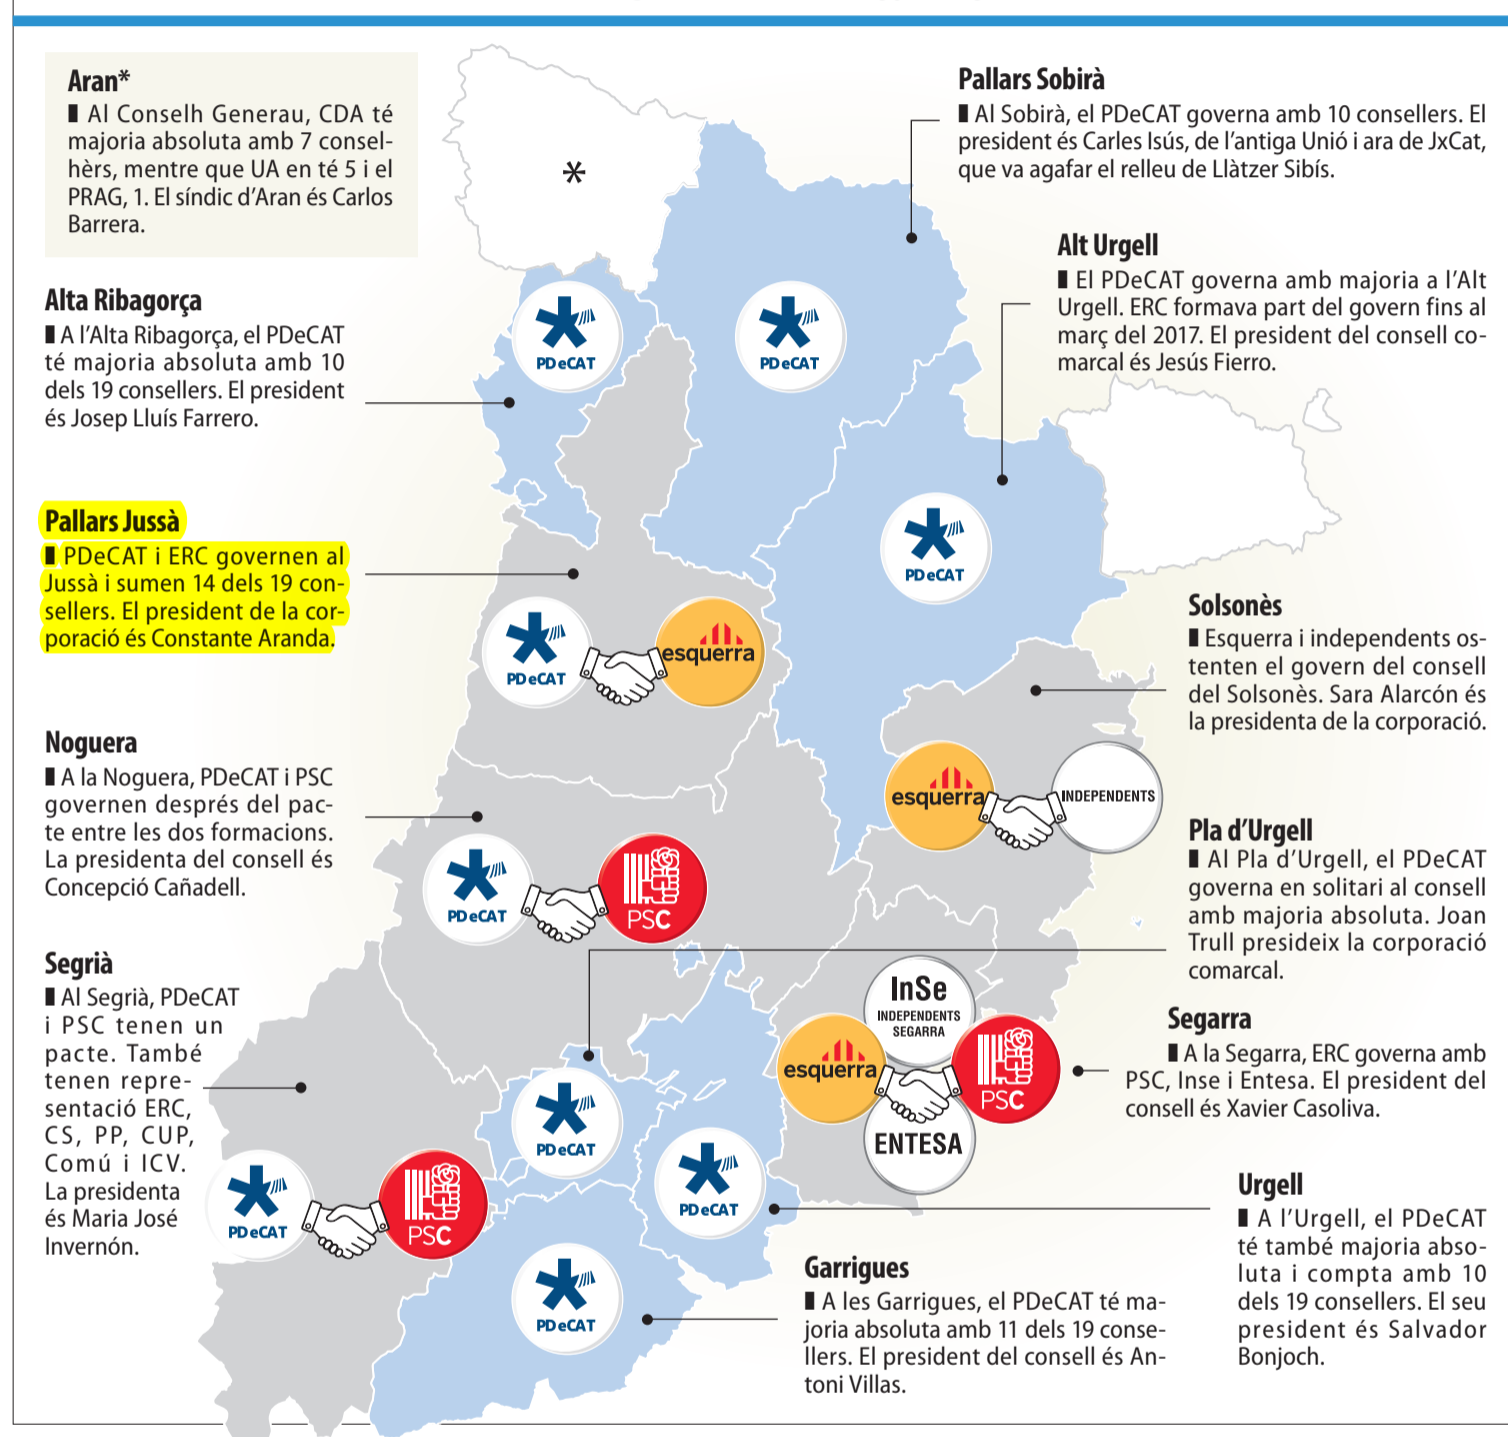 Aran*
▮ Al Conselh Generau, CDA té
majoria absoluta amb 7 consel-
hèrs, mentre que UA en té 5 i el
PRAG, 1. El síndic d'Aran és Carlos
Barrera.
Pallars Sobirà
▮ Al Sobirà, el PDeCAT governa amb 10 consellers. El
president és Carles Isús, de l'antiga Unió i ara de JxCat,
que va agafar el relleu de Llàtzer Sibís.
*
Alt Urgell
▮ El PDeCAT governa amb majoria a l'Alt
Urgell. ERC formava part del govern fins al
març del 2017. El president del consell co-
marcal és Jesús Fierro.
Alta Ribagorça
▮ A l'Alta Ribagorça, el PDeCAT
té majoria absoluta amb 10
dels 19 consellers. El president
és Josep Lluís Farrero.
PDeCAT
PDeCAT
PDeCAT
Pallars Jussà
▮ PDeCAT i ERC governen al
Jussà i sumen 14 dels 19 con-
sellers. El president de la cor-
poració és Constante Aranda.
PDeCAT
esquerra
Solsonès
▮ Esquerra i independents os-
tenten el govern del consell
del Solsonès. Sara Alarcón és
la presidenta de la corporació.
esquerra
INDEPENDENTS
Noguera
▮ A la Noguera, PDeCAT i PSC
governen després del pac-
te entre les dos formacions.
La presidenta del consell és
Concepció Cañadell.
PDeCAT
PSC
Pla d'Urgell
▮ Al Pla d'Urgell, el PDeCAT
governa en solitari al consell
amb majoria absoluta. Joan
Trull presideix la corporació
comarcal.
Segrià
▮ Al Segrià, PDeCAT
i PSC tenen un
pacte. També
tenen repre-
sentació ERC,
CS, PP, CUP,
Comú i ICV.
La presidenta
és Maria José
Invernón.
PDeCAT
PSC
InSe
INDEPENDENTS
SEGARRA
esquerra
PSC
ENTESA
Segarra
▮ A la Segarra, ERC governa amb
PSC, Inse i Entesa. El president del
consell és Xavier Casoliva.
PDeCAT
PDeCAT
Urgell
▮ A l'Urgell, el PDeCAT
té també majoria abso-
luta i compta amb 10
dels 19 consellers. El seu
president és Salvador
Bonjoch.
PDeCAT
Garrigues
▮ A les Garrigues, el PDeCAT té ma-
joria absoluta amb 11 dels 19 conse-
llers. El president del consell és An-
toni Villas.